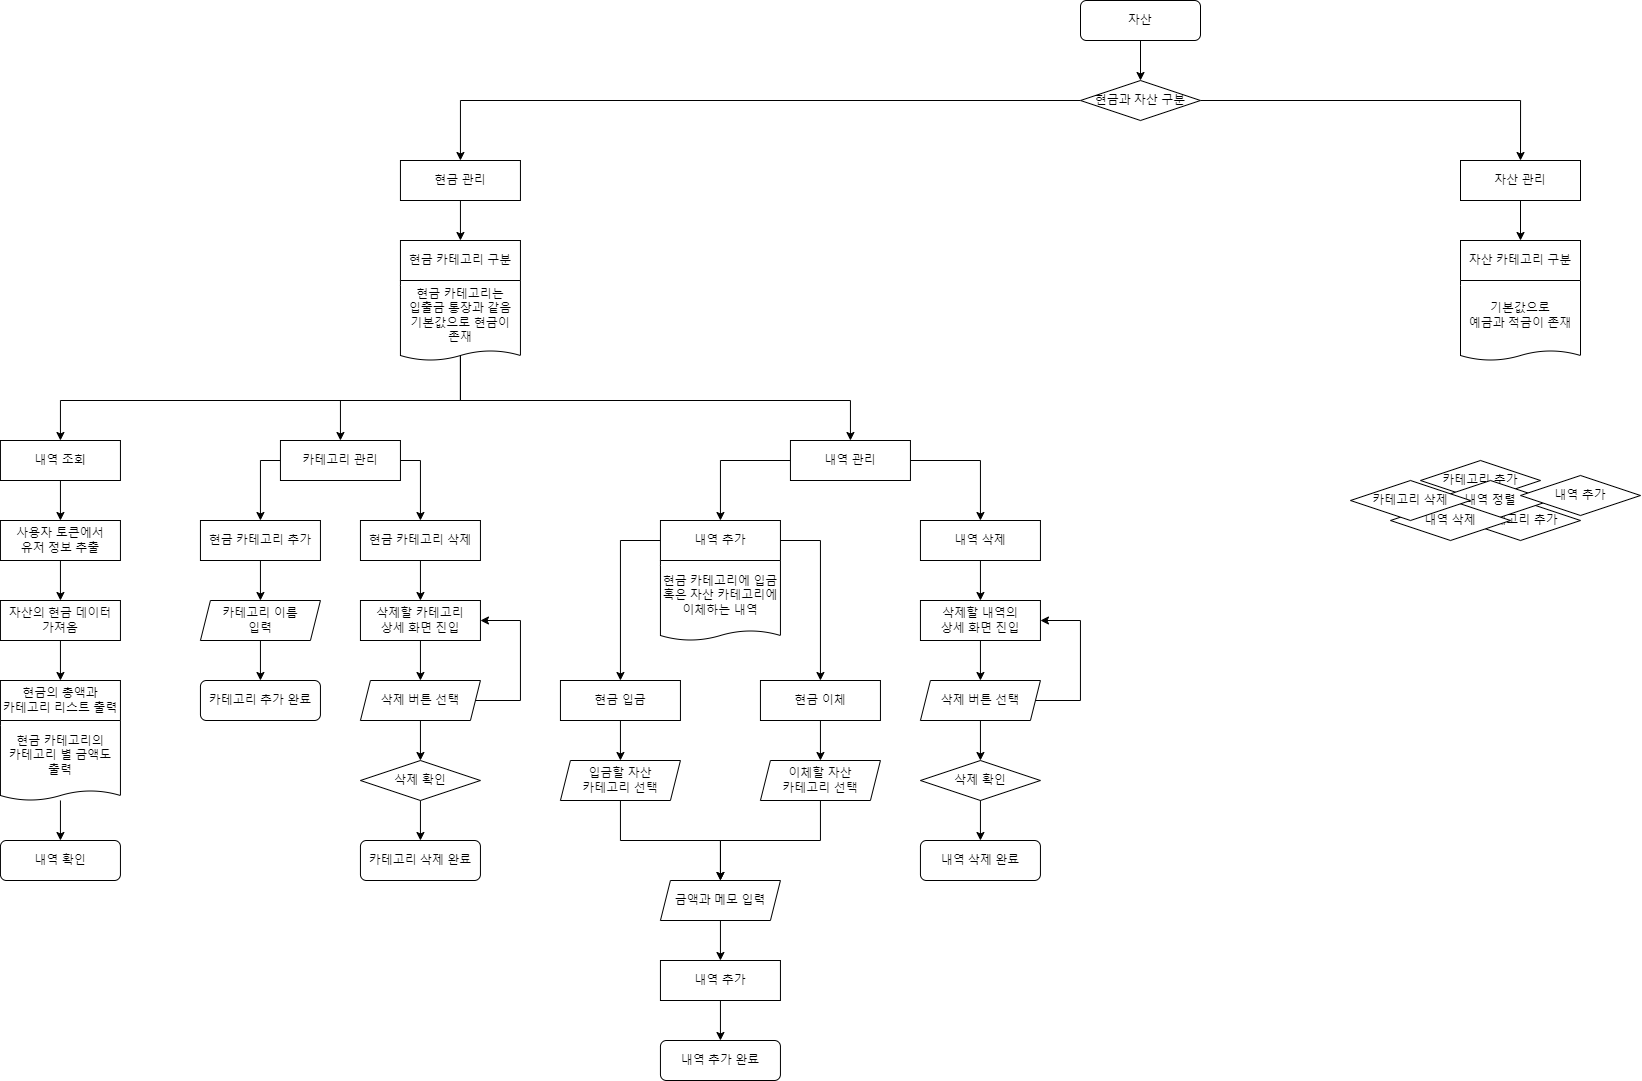 자산
현금과 자산 구분
현금 관리
자산 관리
현금 카테고리 구분
현금 카테고리는
입출금 통장과 같음
기본값으로 현금이
존재
자산 카테고리 구분
기본값으로
예금과 적금이 존재
내역 조회
카테고리 관리
내역 관리
카테고리 추가
카테고리 삭제
내역 정렬
내역 추가
내역 삭제
고리 추가
사용자 토큰에서
유저 정보 추출
현금 카테고리 추가
현금 카테고리 삭제
내역 추가
현금 카테고리에 입금
혹은 자산 카테고리에
이체하는 내역
내역 삭제
자산의 현금 데이터
가져옴
카테고리 이름
입력
삭제할 카테고리
상세 화면 진입
삭제할 내역의
상세 화면 진입
현금의 총액과
카테고리 리스트 출력
현금 카테고리의
카테고리 별 금액도
출력
카테고리 추가 완료
삭제 버튼 선택
현금 입금
현금 이체
삭제 버튼 선택
삭제 확인
입금할 자산
카테고리 선택
이체할 자산
카테고리 선택
삭제 확인
내역 확인
카테고리 삭제 완료
내역 삭제 완료
금액과 메모 입력
내역 추가
내역 추가 완료